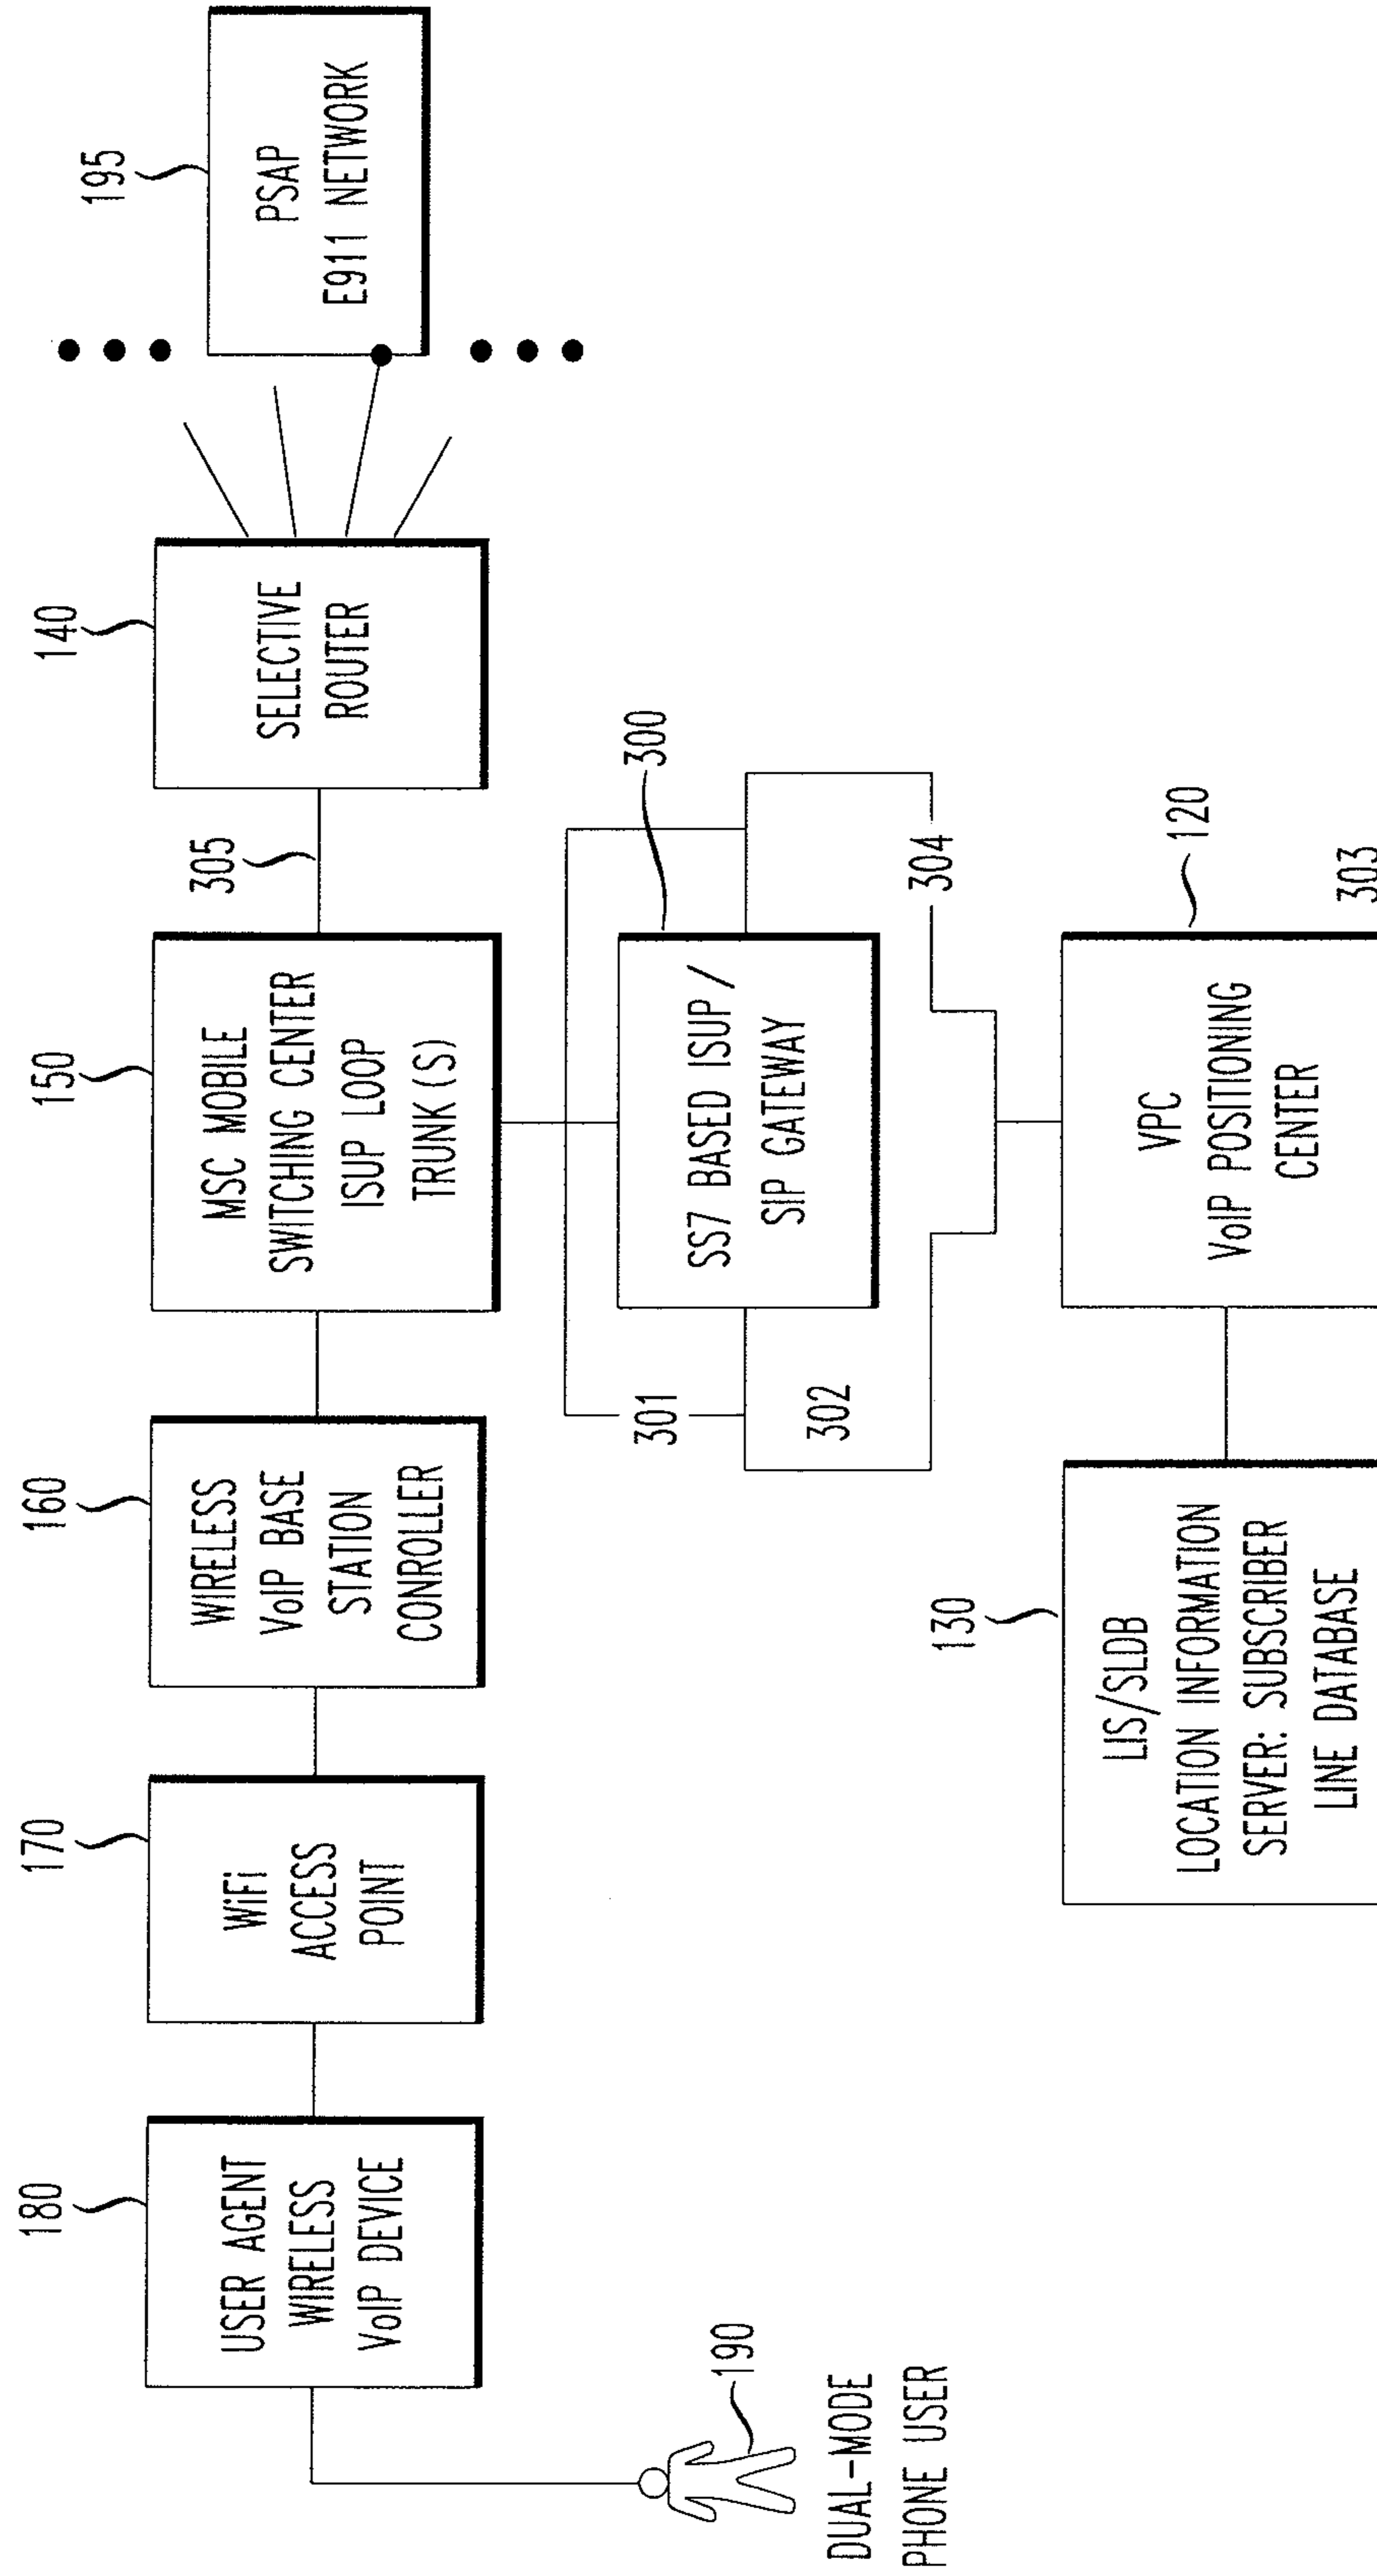 180
USER AGENT
WIRELESS
VoIP DEVICE
190
DUAL-MODE
PHONE USER
170
WiFi
ACCESS
POINT
160
WIRELESS
VoIP BASE
STATION
CONROLLER
150
MSC MOBILE
SWITCHING CENTER
ISUP LOOP
TRUNK(S)
305
140
SELECTIVE
ROUTER
195
PSAP
E911 NETWORK
300
SS7 BASED ISUP /
SIP GATEWAY
301
302
304
130
LIS/SLDB
LOCATION INFORMATION
SERVER: SUBSCRIBER
LINE DATABASE
120
VPC
VoIP POSITIONING
CENTER
303